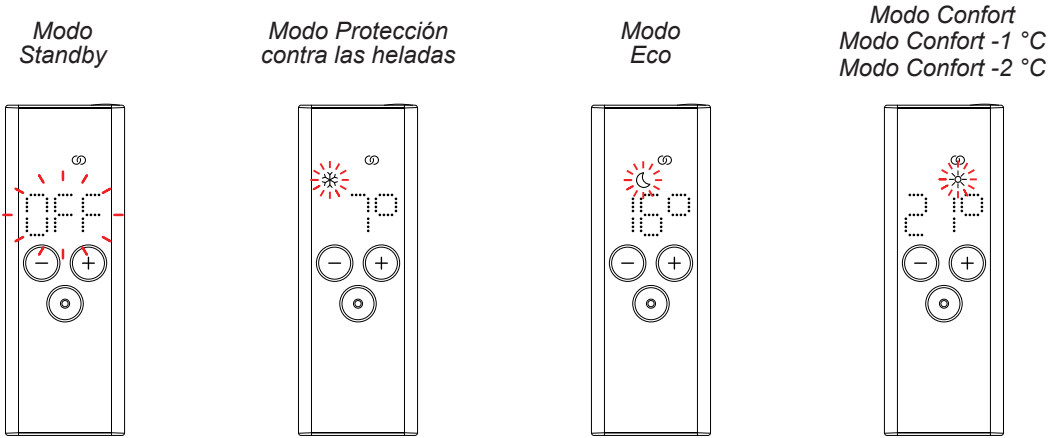 Modo
Standby
Modo Protección
contra las heladas
Modo
Eco
Modo Confort
Modo Confort -1 °C
Modo Confort -2 °C
OFF
7°
16°
21°